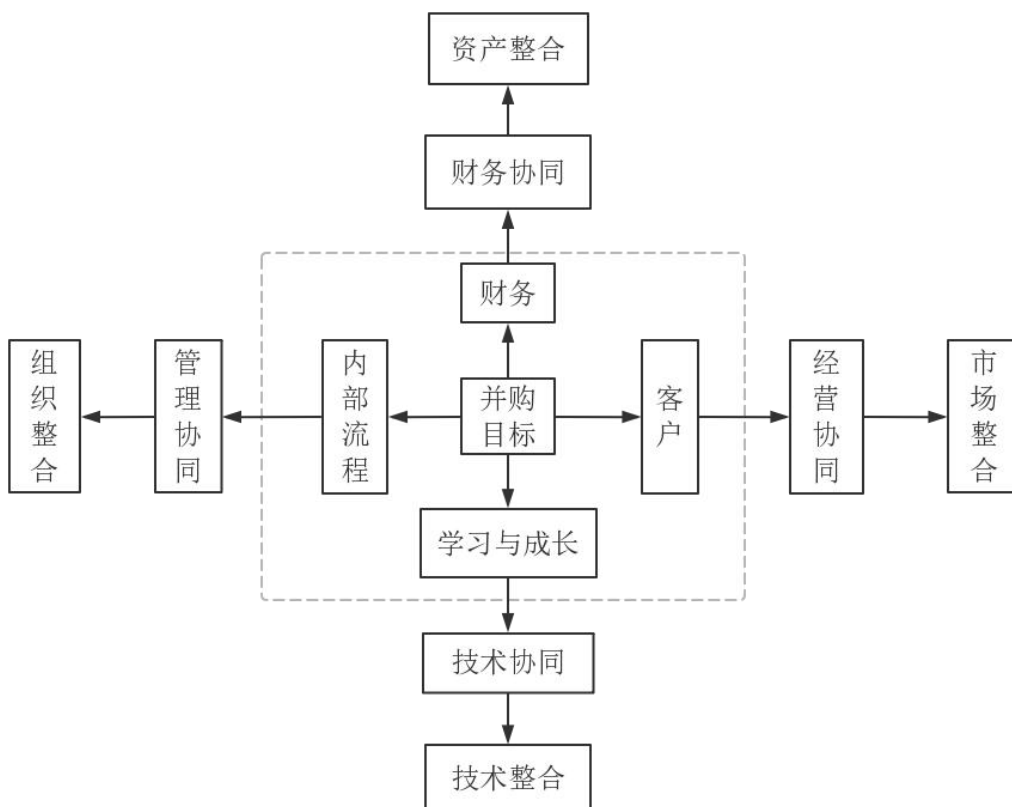 资产整合
财务协同
财务
组织整合
管理协同
内部流程
并购
目标
客户
经营协同
市场整合
学习与成长
技术协同
技术整合